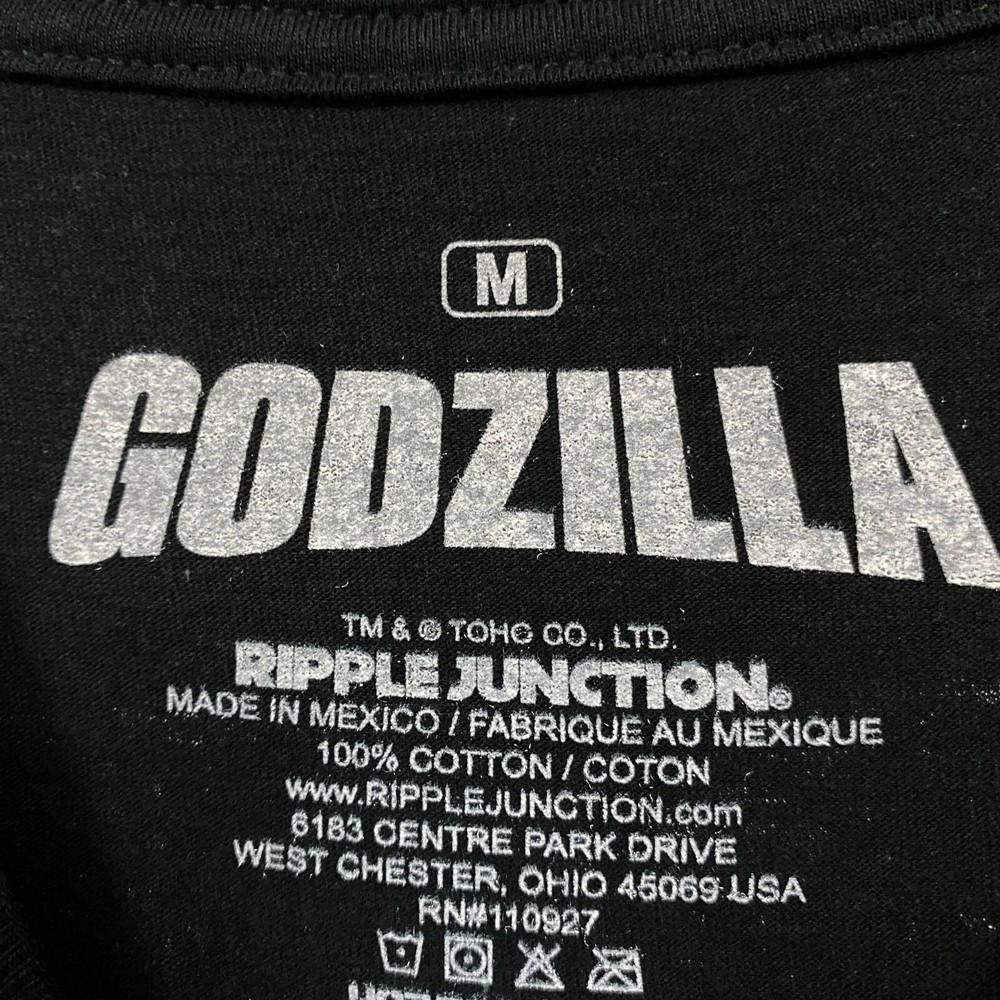 M
GODZILLA
TM & © TOHO CO., LTD.
RIPPLE JUNCTION®
MADE IN MEXICO / FABRIQUE AU MEXIQUE
100% COTTON / COTON
www.RIPPLEJUNCTION.com
6183 CENTRE PARK DRIVE
WEST CHESTER, OHIO 45069 USA
RN#110927